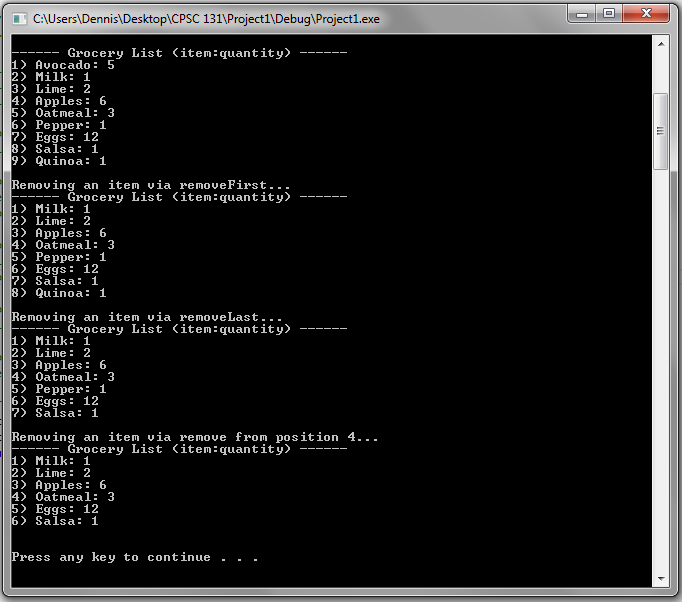 C:\Users\Dennis\Desktop\CPSC 131\Project1\Debug\Project1.exe
------ Grocery List (item:quantity) ------
1) Avocado: 5
2) Milk: 1
3) Lime: 2
4) Apples: 6
5) Oatmeal: 3
6) Pepper: 1
7) Eggs: 12
8) Salsa: 1
9) Quinoa: 1
Removing an item via removeFirst...
------ Grocery List (item:quantity) ------
1) Milk: 1
2) Lime: 2
3) Apples: 6
4) Oatmeal: 3
5) Pepper: 1
6) Eggs: 12
7) Salsa: 1
8) Quinoa: 1
Removing an item via removeLast...
------ Grocery List (item:quantity) ------
1) Milk: 1
2) Lime: 2
3) Apples: 6
4) Oatmeal: 3
5) Pepper: 1
6) Eggs: 12
7) Salsa: 1
Removing an item via remove from position 4...
------ Grocery List (item:quantity) ------
1) Milk: 1
2) Lime: 2
3) Apples: 6
4) Oatmeal: 3
5) Eggs: 12
6) Salsa: 1
Press any key to continue . . .